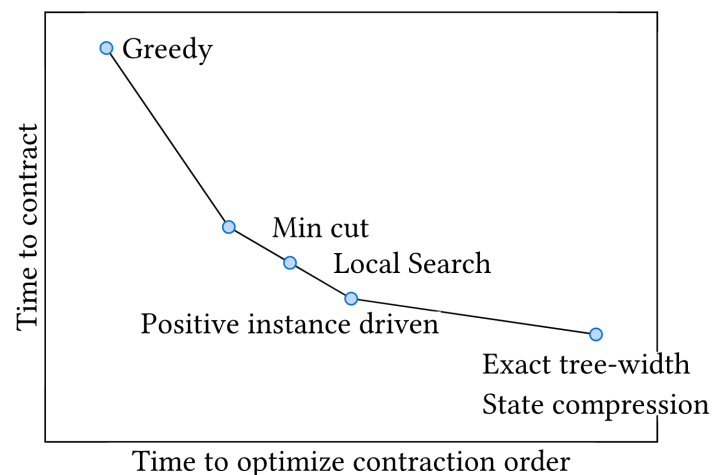 Greedy
Min cut
Local Search
Positive instance driven
Exact tree-width
State compression
Time to contract
Time to optimize contraction order